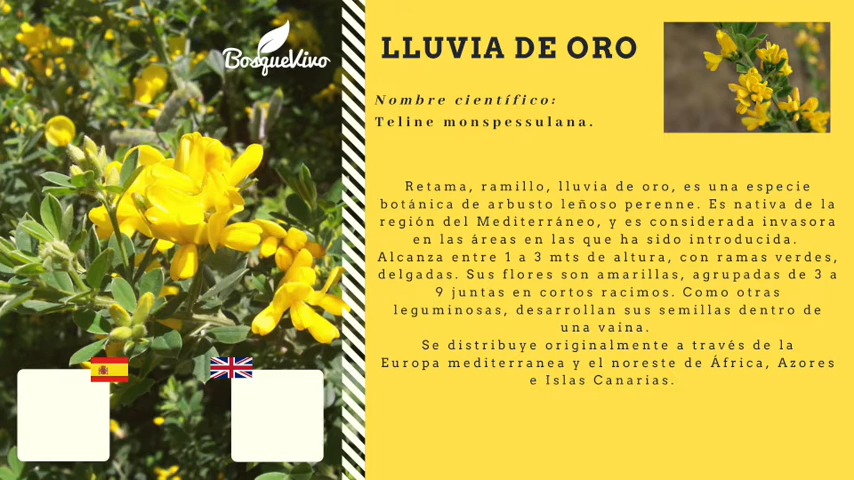 BosqueVivo
LLUVIA DE ORO
Nombre científico:
Teline monspessulana.
Retama, ramillo, lluvia de oro, es una especie
botánica de arbusto leñoso perenne. Es nativa de la
región del Mediterráneo, y es considerada invasora
en las áreas en las que ha sido introducida.
Alcanza entre 1 a 3 mts de altura, con ramas verdes,
delgadas. Sus flores son amarillas, agrupadas de 3 a
9 juntas en cortos racimos. Como otras
leguminosas, desarrollan sus semillas dentro de
una vaina.
Se distribuye originalmente a través de la
Europa mediterranea y el noreste de África, Azores
e Islas Canarias.